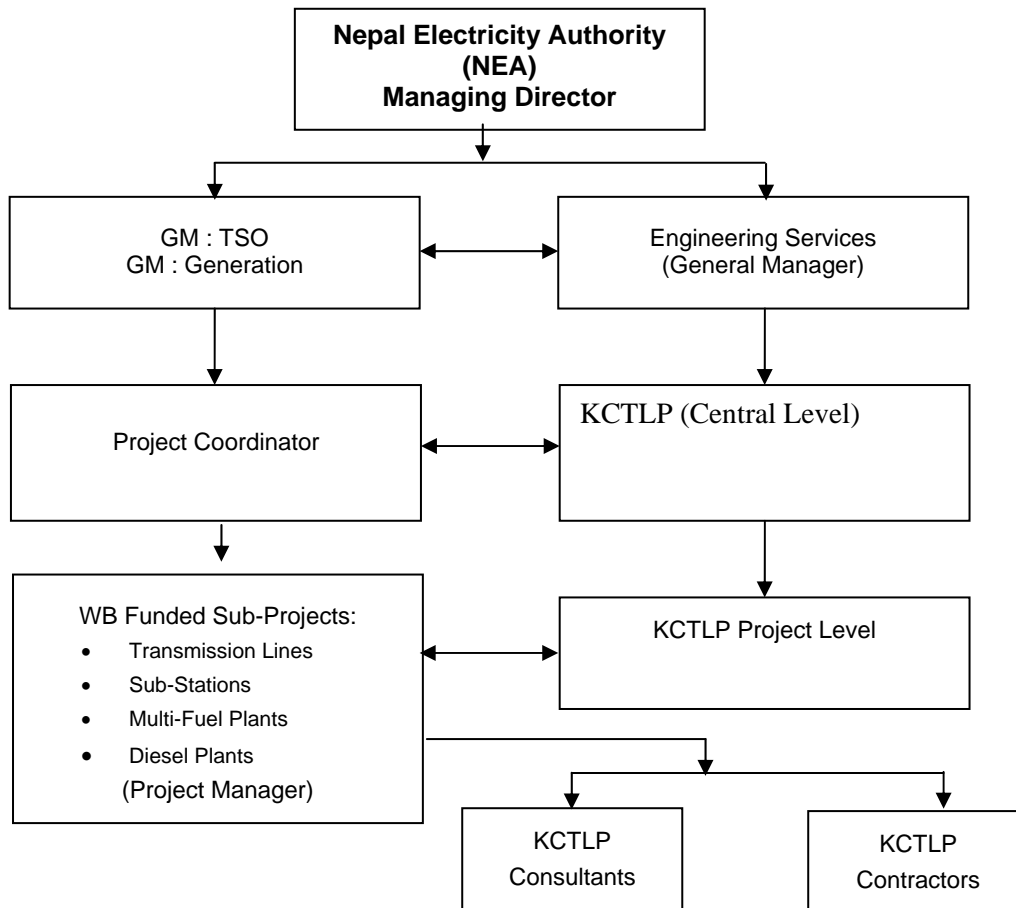 Nepal Electricity Authority
(NEA)
Managing Director
GM : TSO
GM : Generation
Engineering Services
(General Manager)
Project Coordinator
KCTLP (Central Level)
WB Funded Sub-Projects:
• Transmission Lines
• Sub-Stations
• Multi-Fuel Plants
• Diesel Plants
(Project Manager)
KCTLP Project Level
KCTLP
Consultants
KCTLP
Contractors